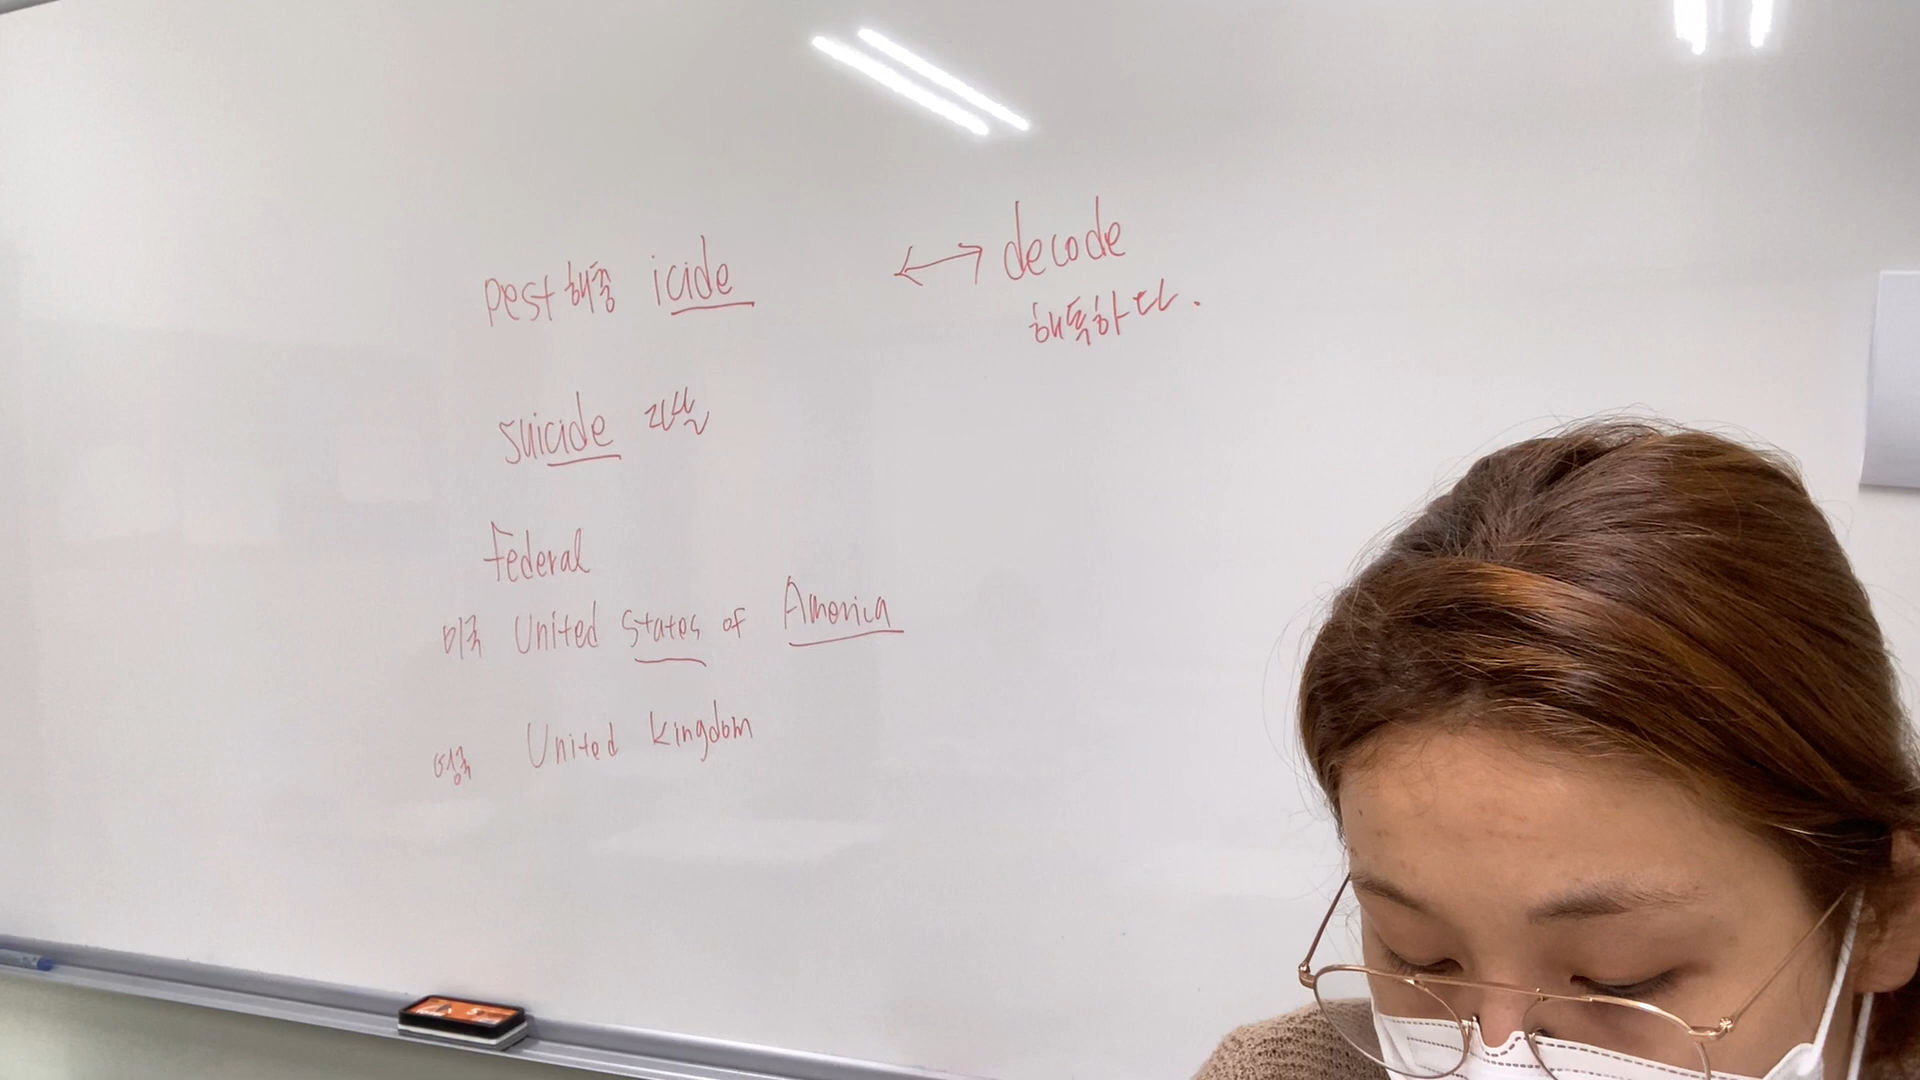 pest 해충 icide ↔ decode
해독하다.
suicide 자살
Federal
미국 United States of America
영국 United kingdom